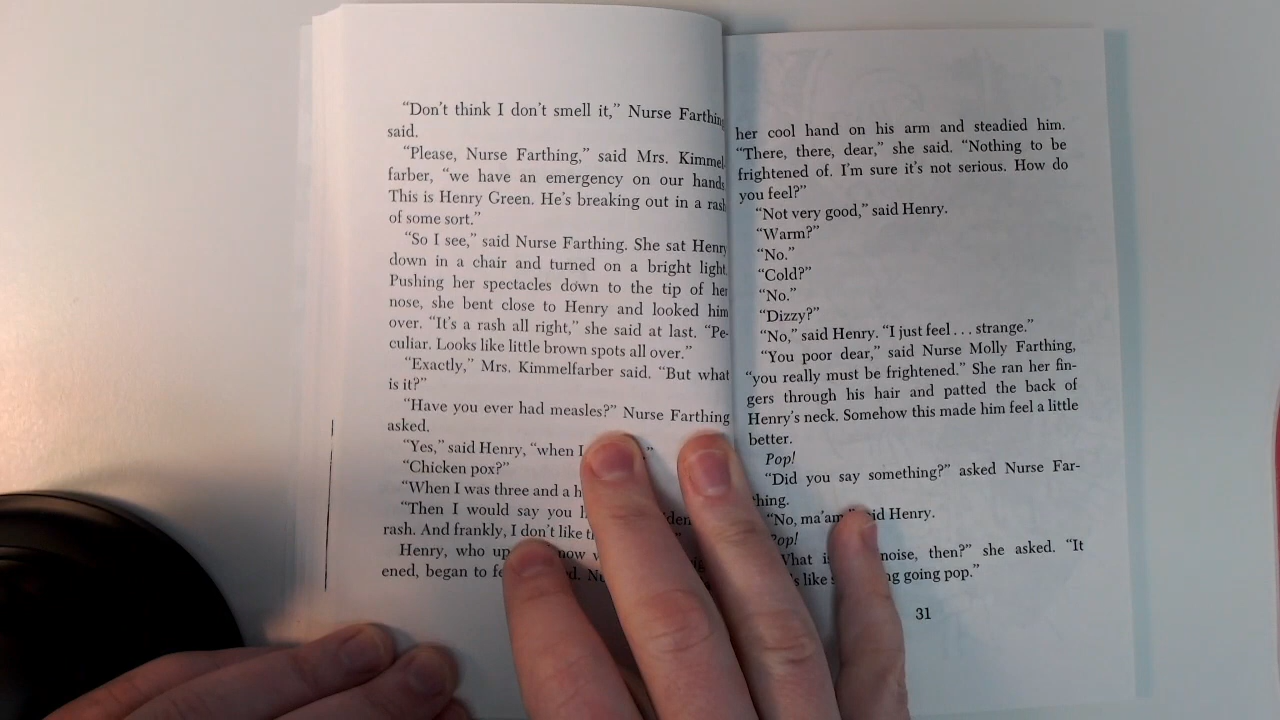 “Don’t think I don’t smell it,” Nurse Farthing
said.
“Please, Nurse Farthing,” said Mrs. Kimmel-
farber, “we have an emergency on our hands.
This is Henry Green. He’s breaking out in a rash
of some sort.”
“So I see,” said Nurse Farthing. She sat Henry
down in a chair and turned on a bright light.
Pushing her spectacles down to the tip of her
nose, she bent close to Henry and looked him
over. “It’s a rash all right,” she said at last. “Pe-
culiar. Looks like little brown spots all over.”
“Exactly,” Mrs. Kimmelfarber said. “But what
is it?”
“Have you ever had measles?” Nurse Farthing
asked.
“Yes,” said Henry, “when I
“Chicken pox?”
“When I was three and a
“Then I would say you
rash. And frankly, I don’t like
Henry, who
ened, began to
her cool hand on his arm and steadied him.
“There, there, dear,” she said. “Nothing to be
frightened of. I’m sure it’s not serious. How do
you feel?”
“Not very good,” said Henry.
“Warm?”
“No.”
“Cold?”
“No.”
“Dizzy?”
“No,” said Henry. “I just feel . . . strange.”
“You poor dear,” said Nurse Molly Farthing,
“you really must be frightened.” She ran her fin-
gers through his hair and patted the back of
Henry’s neck. Somehow this made him feel a little
better.
Pop!
“Did you say something?” asked Nurse Far-
thing.
“No, ma’am,” said Henry.
Pop!
“What noise, then?” she asked. “It
like going pop.”
31